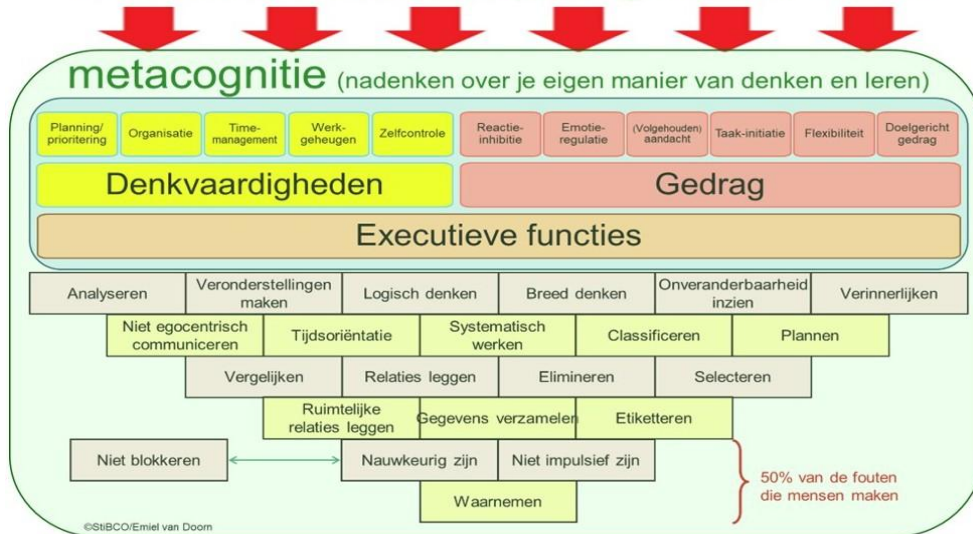 metacognitie (nadenken over je eigen manier van denken en leren)
Planning/
prioritering
Organisatie
Time-
management
Werk-
geheugen
Zelfcontrole
Reactie-
inhibitie
Emotie-
regulatie
(Volgehouden)
aandacht
Taak-initiatie
Flexibiliteit
Doelgericht
gedrag
Denkvaardigheden
Gedrag
Executieve functies
Analyseren
Veronderstellingen
maken
Logisch denken
Breed denken
Onveranderbaarheid
inzien
Verinnerlijken
Niet egocentrisch
communiceren
Tijdsoriëntatie
Systematisch
werken
Classificeren
Plannen
Vergelijken
Relaties leggen
Elimineren
Selecteren
Ruimtelijke
relaties leggen
Gegevens verzamelen
Etiketteren
Niet blokkeren
Nauwkeurig zijn
Niet impulsief zijn
50% van de fouten
die mensen maken
Waarnemen
©StiBCO/Emiel van Doorn